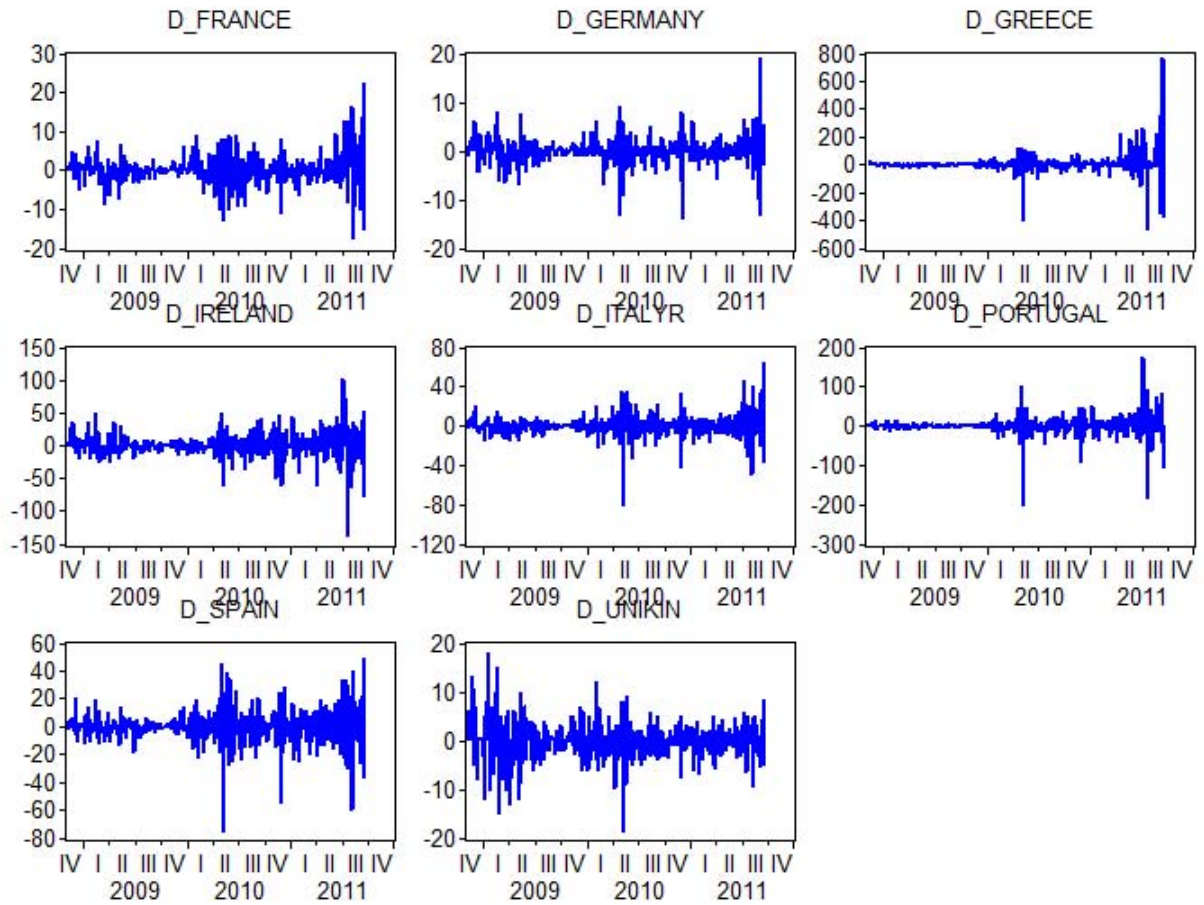 D_FRANCE
30
20
10
0
-10
-20
IV I II III IV I II III IV I II III IV
2009 2010 2011
D_GERMANY
20
10
0
10
-20
IV I II III IV I II III IV I II III IV
2009 2010 2011
D_GREECE
800
600
400
200
0
-200
-400
-600
IV I II III IV I II III IV I II III IV
2009 2010 2011
D_IRELAND
150
100
50
0
-50
-100
-150
IV I II III IV I II III IV I II III IV
2009 2010 2011
D_ITALYR
80
40
0
-40
-80
-120
IV I II III IV I II III IV I II III IV
2009 2010 2011
D_PORTUGAL
200
100
0
-100
-200
-300
IV I II III IV I II III IV I II III IV
2009 2010 2011
D_SPAIN
60
40
20
0
-20
-40
-60
-80
IV I II III IV I II III IV I II III IV
2009 2010 2011
D_UNIKIN
20
10
0
-10
-20
IV I II III IV I II III IV I II III IV
2009 2010 2011